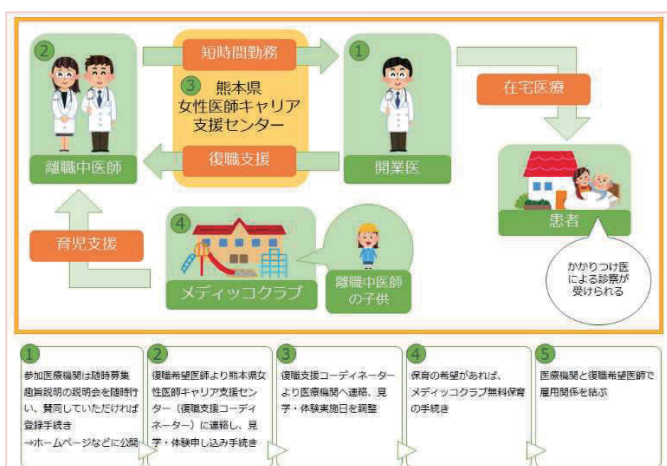 ②
短時間勤務
①
③ 熊本県
女性医師キャリア
支援センター
在宅医療
離職中医師
復職支援
開業医
④
育児支援
患者
メディッコクラブ
離職中医師
の子供
かかりつけ医
による診察が
受けられる
①
参加医療機関は随時募集
趣旨説明の説明会を随時行
い、賛同していただければ
登録手続き
→ホームページなどに公開
②
復職希望医師より熊本県女
性医師キャリア支援セン
ター（復職支援コーディ
ネーター）に連絡し、見
学・体験申し込み手続き
③
復職支援コーディネーター
より医療機関へ連絡、見
学・体験実施日を調整
④
保育の希望があれば、
メディッコクラブ無料保育
の手続き
⑤
医療機関と復職希望医師で
雇用関係を結ぶ